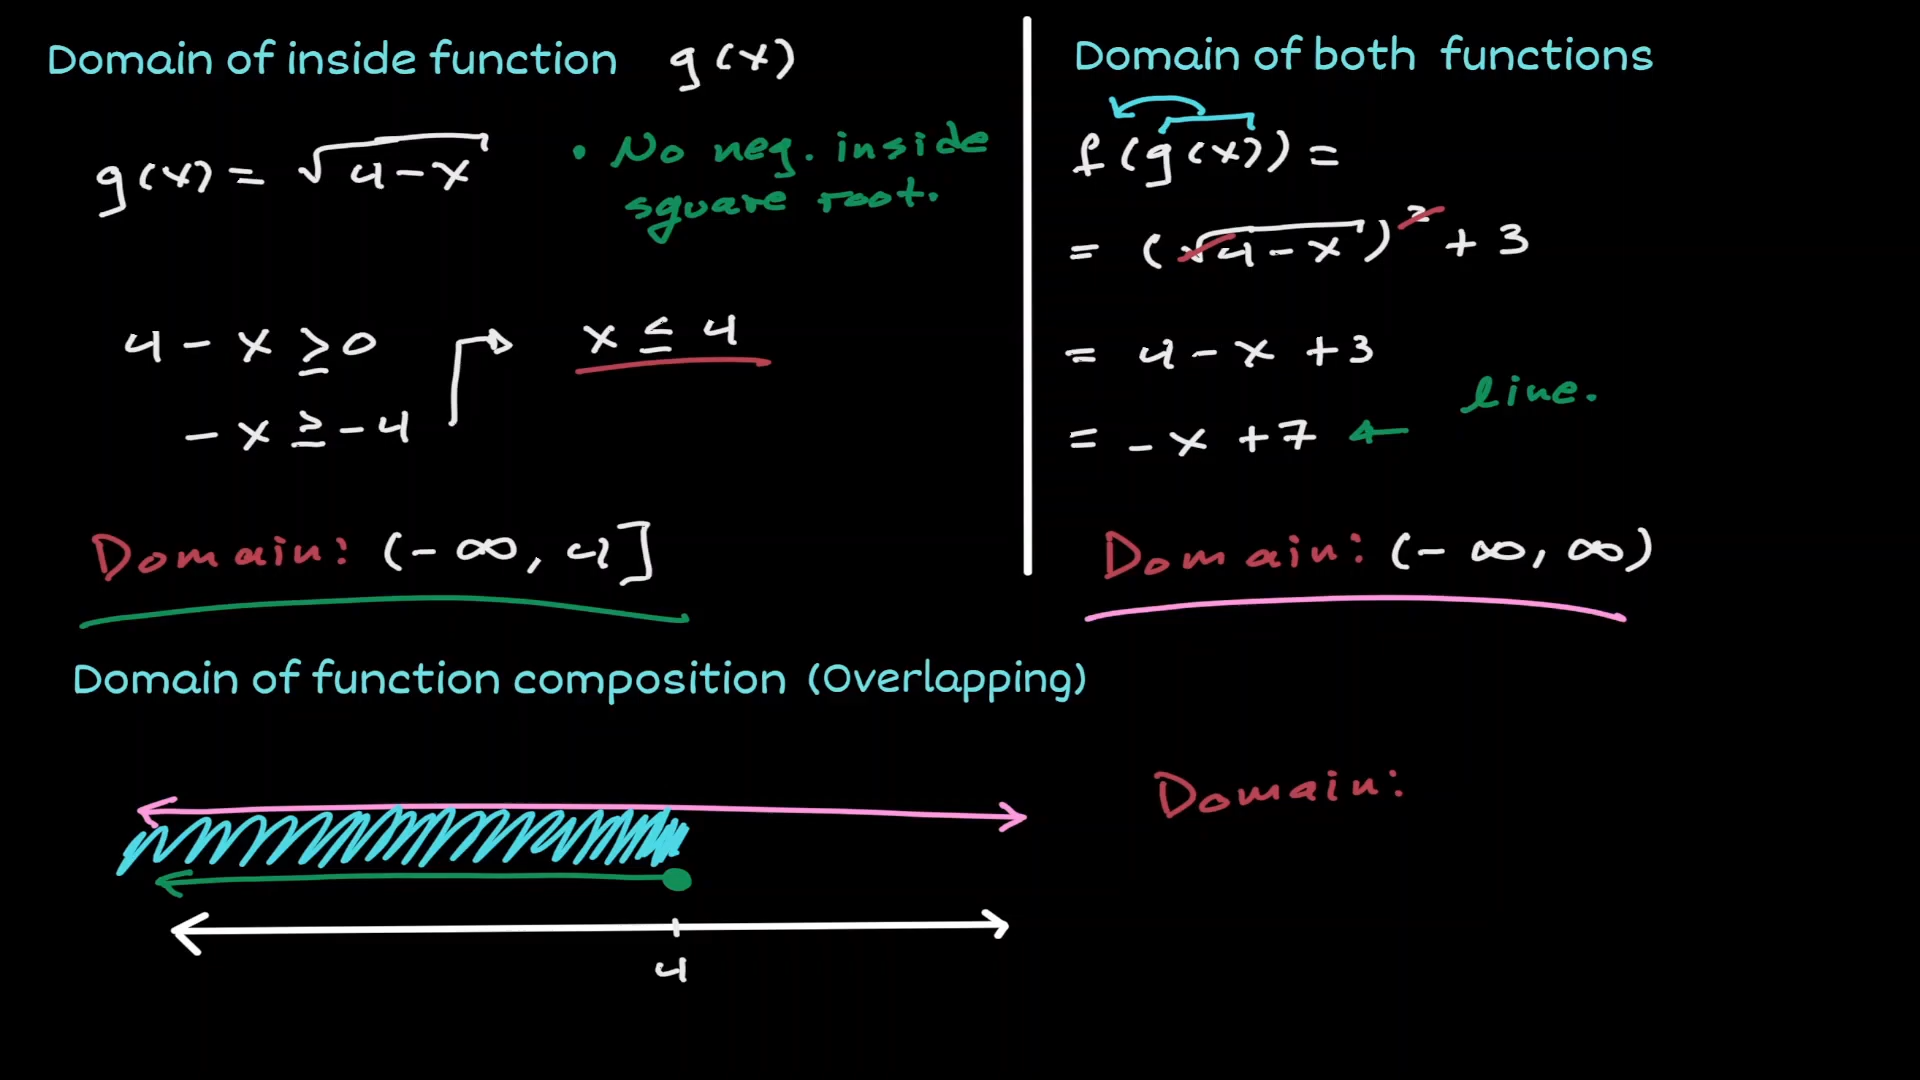 Domain of inside function g(x)
g(x) = √(4-x)
• No neg. inside
square root.
4 - x ≥ 0
- x ≥ -4
x ≤ 4
Domain: (-∞, 4]
Domain of both functions
f(g(x)) =
= (√(4-x))² + 3
= 4 - x + 3
= -x + 7 ←
line.
Domain: (-∞, ∞)
Domain of function composition (Overlapping)
4
Domain: